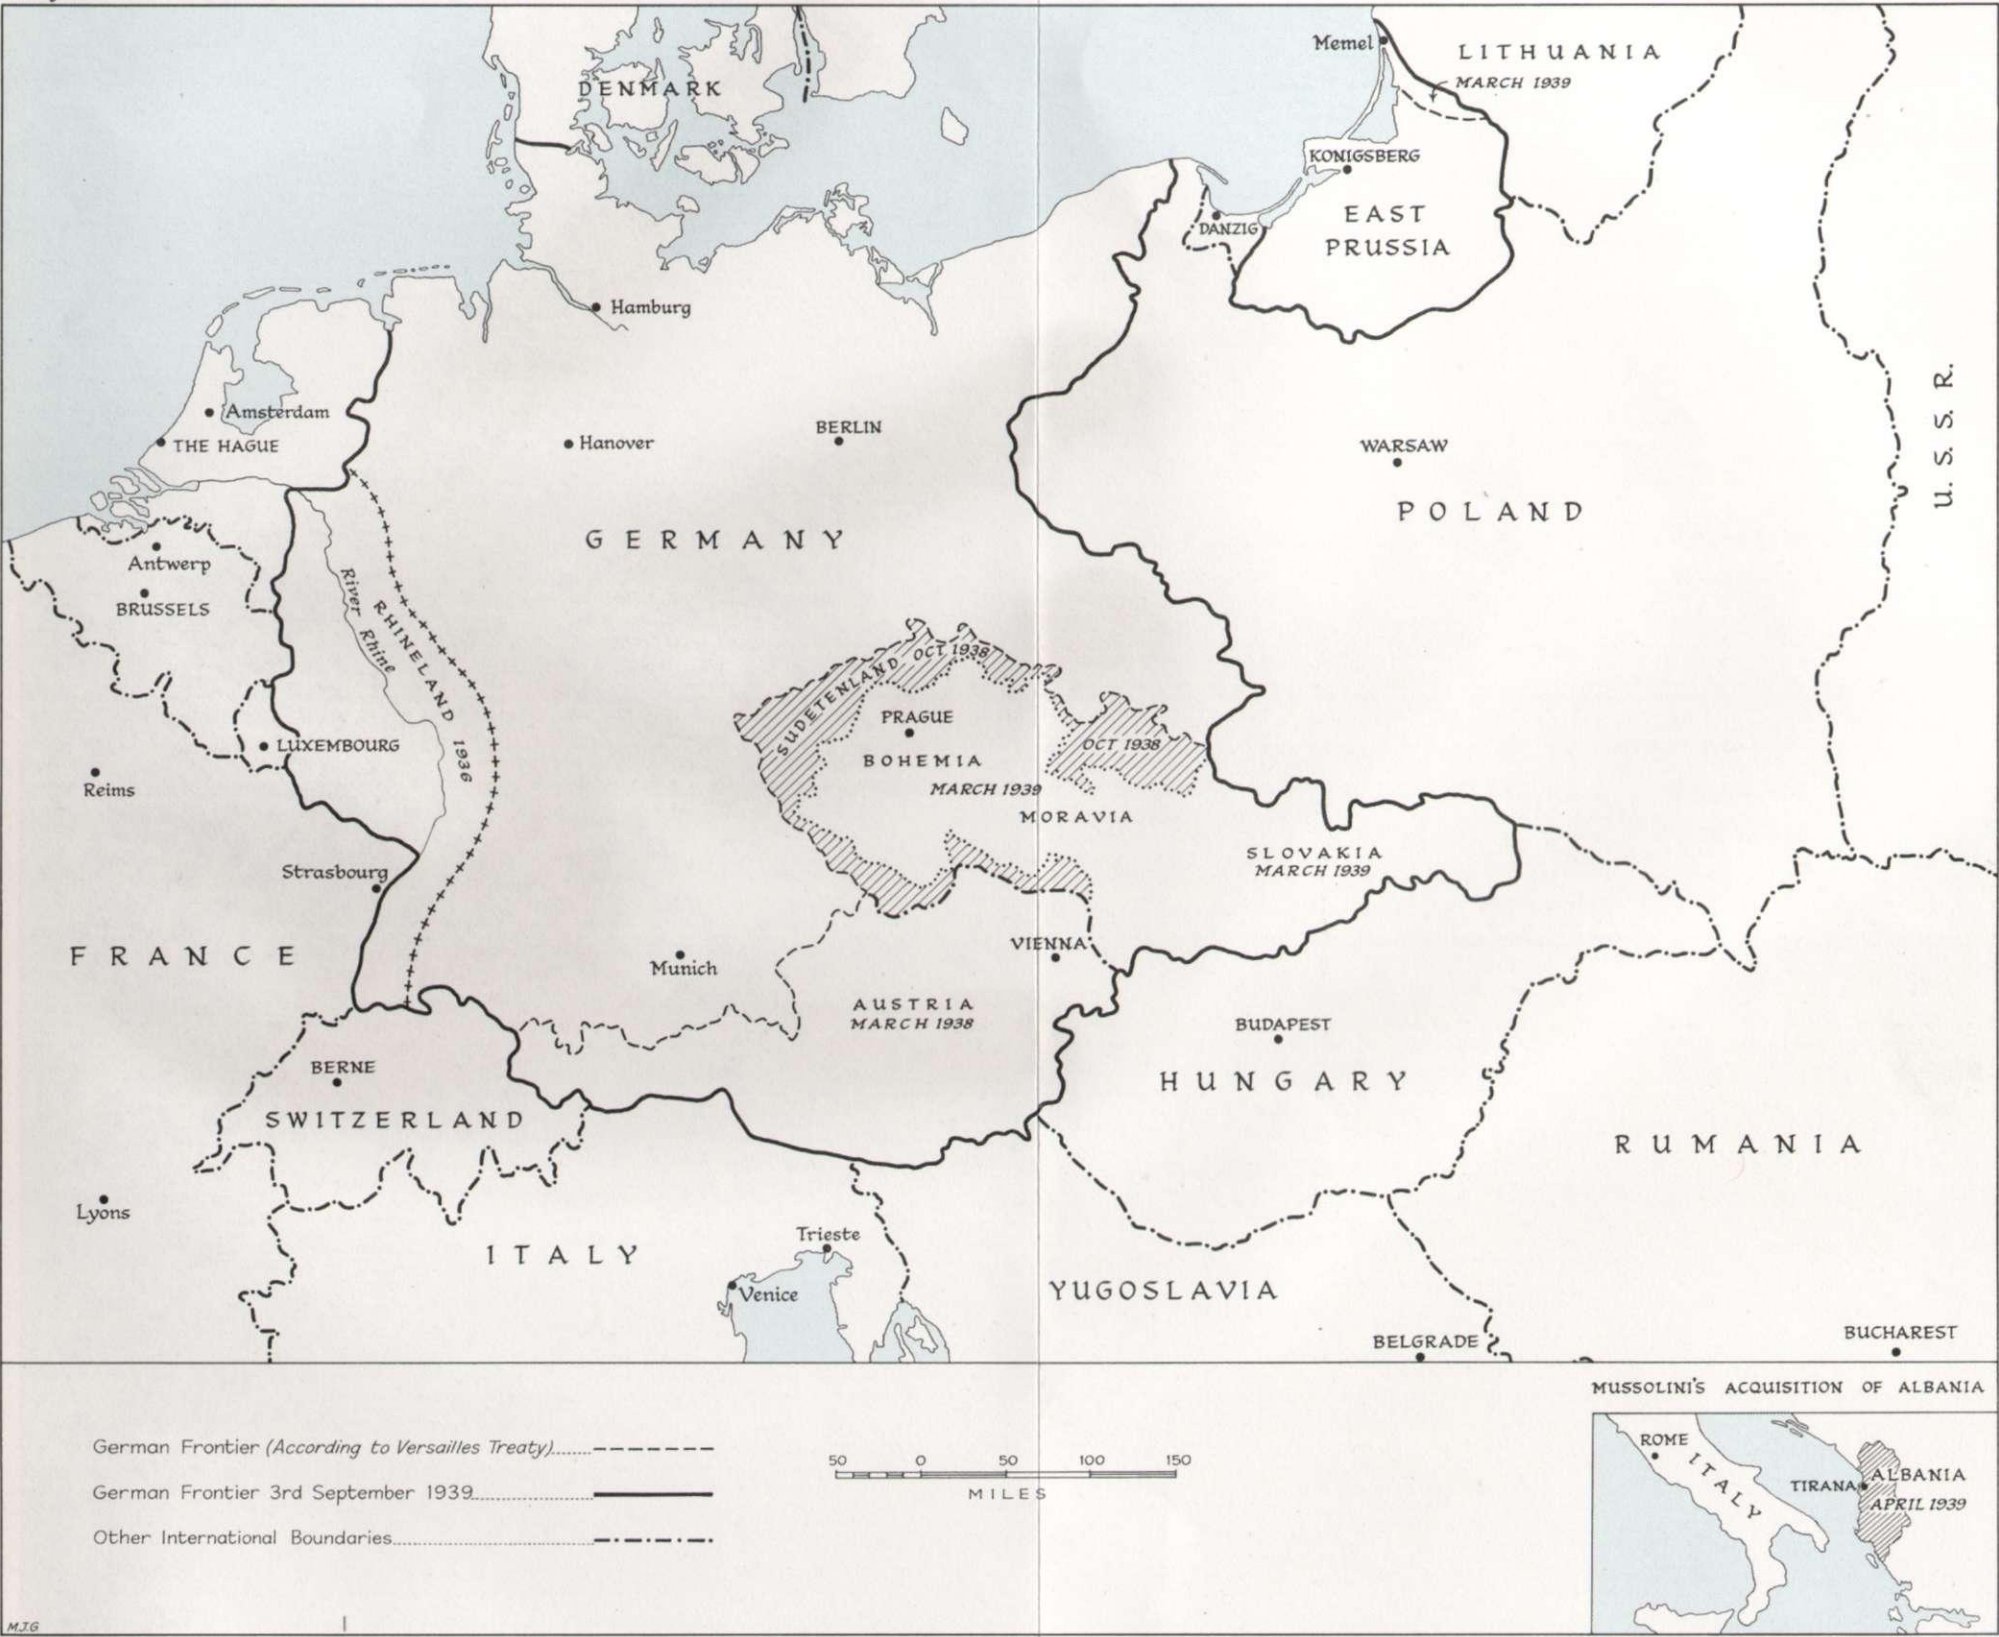 DENMARK
Memel
LITHUANIA
MARCH 1939
KONIGSBERG
EAST
PRUSSIA
DANZIG
Hamburg
Amsterdam
THE HAGUE
Hanover
BERLIN
WARSAW
POLAND
U.S.S.R.
GERMANY
Antwerp
BRUSSELS
River Rhine
RHINELAND 1936
SUDETENLAND OCT 1938
PRAGUE
BOHEMIA
MARCH 1939
MORAVIA
OCT 1938
LUXEMBOURG
Reims
Strasbourg
SLOVAKIA
MARCH 1939
FRANCE
Munich
VIENNA
AUSTRIA
MARCH 1938
BUDAPEST
HUNGARY
BERNE
SWITZERLAND
RUMANIA
Lyons
ITALY
Trieste
Venice
YUGOSLAVIA
BELGRADE
BUCHAREST
German Frontier (According to Versailles Treaty)
German Frontier 3rd September 1939
Other International Boundaries
50 0 50 100 150
MILES
MUSSOLINI'S ACQUISITION OF ALBANIA
ROME
ITALY
TIRANA
ALBANIA
APRIL 1939
M.J.G